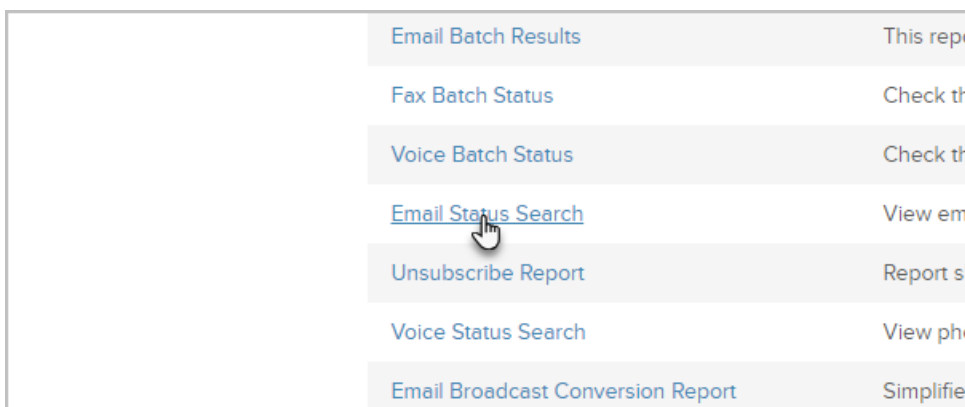 Email Batch Results This rep
Fax Batch Status Check th
Voice Batch Status Check th
Email Status Search View em
Unsubscribe Report Report s
Voice Status Search View pho
Email Broadcast Conversion Report Simplifie